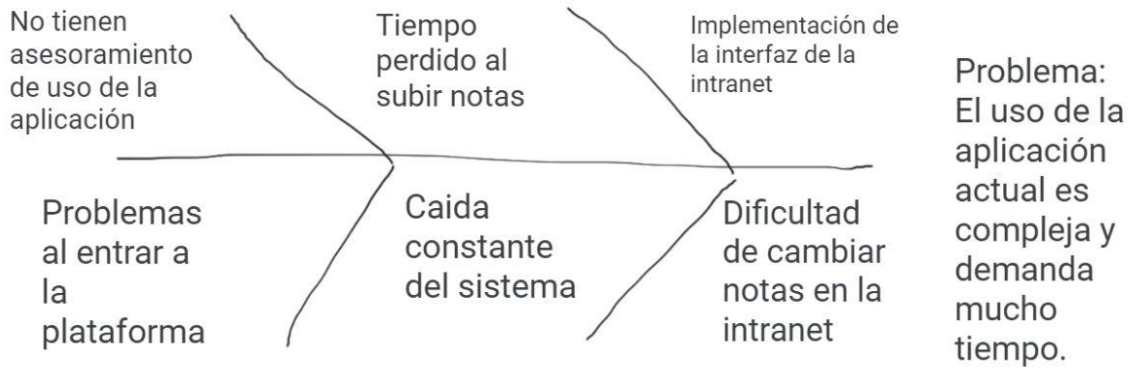 No tienen
asesoramiento
de uso de la
aplicación
Tiempo
perdido al
subir notas
Implementación de
la interfaz de la
intranet
Problemas
al entrar a
la
plataforma
Caida
constante
del sistema
Dificultad
de cambiar
notas en la
intranet
Problema:
El uso de la
aplicación
actual es
compleja y
demanda
mucho
tiempo.